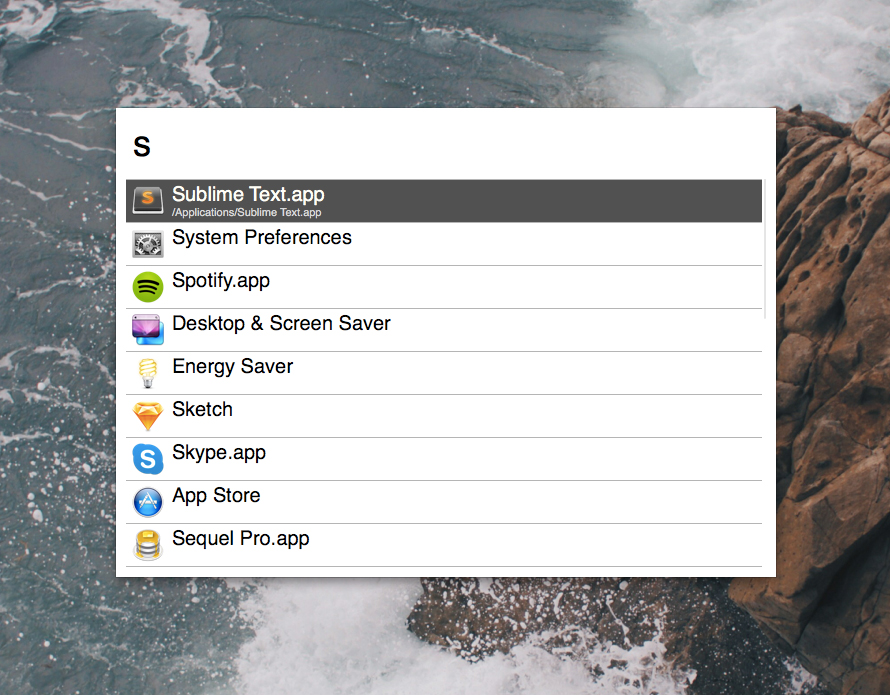 S
Sublime Text.app
/Applications/Sublime Text.app
System Preferences
Spotify.app
Desktop & Screen Saver
Energy Saver
Sketch
Skype.app
App Store
Sequel Pro.app